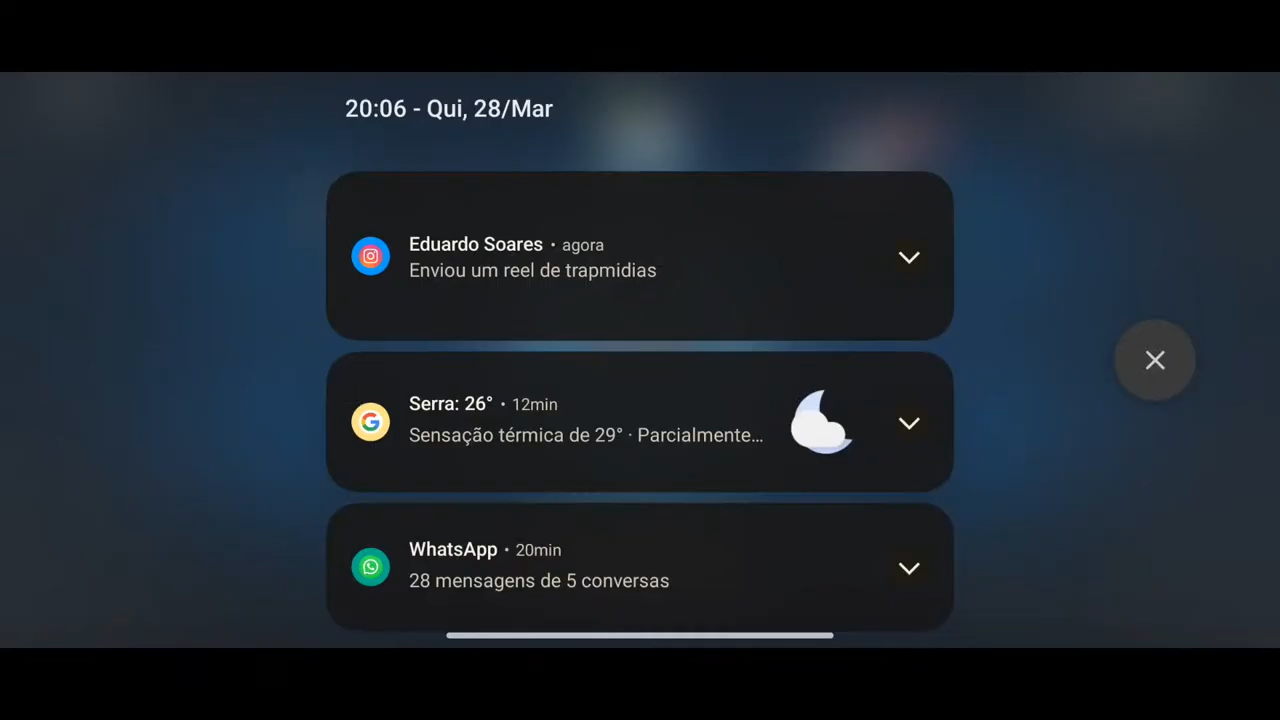 20:06 - Qui, 28/Mar
Eduardo Soares • agora
Enviou um reel de trapmidias
Serra: 26° • 12min
Sensação térmica de 29° · Parcialmente...
WhatsApp • 20min
28 mensagens de 5 conversas